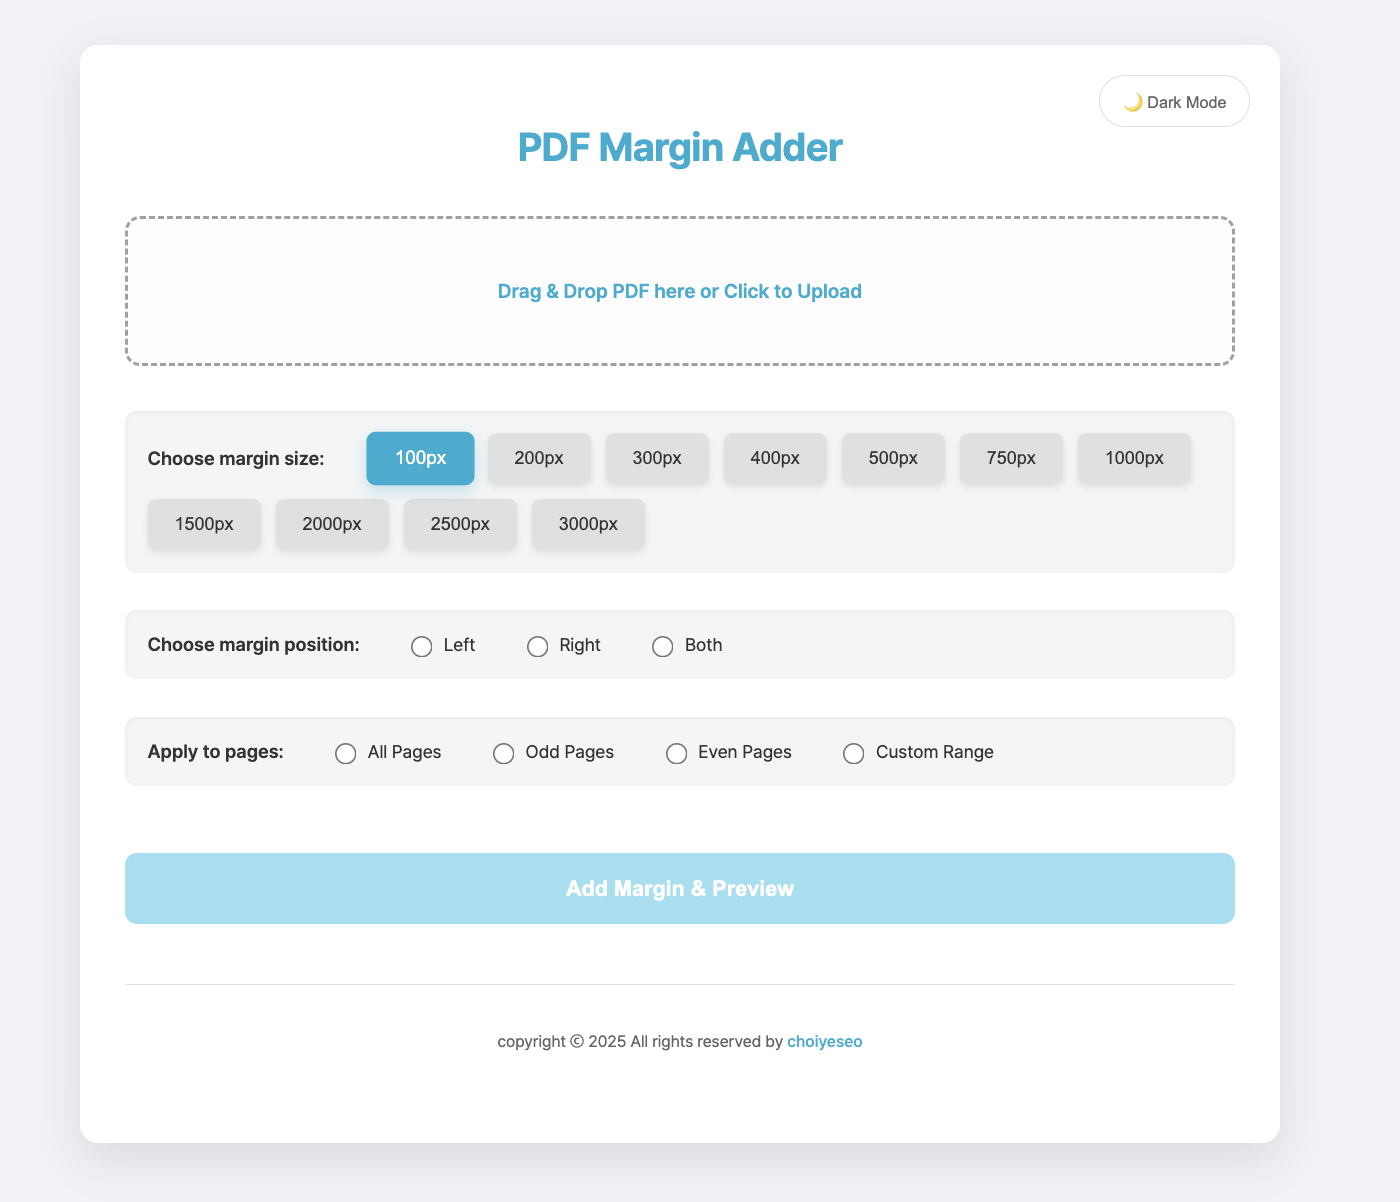 🌙 Dark Mode
PDF Margin Adder
Drag & Drop PDF here or Click to Upload
Choose margin size: 100px 200px 300px 400px 500px 750px 1000px
1500px 2000px 2500px 3000px
Choose margin position: Left Right Both
Apply to pages: All Pages Odd Pages Even Pages Custom Range
Add Margin & Preview
copyright © 2025 All rights reserved by choiyeseo